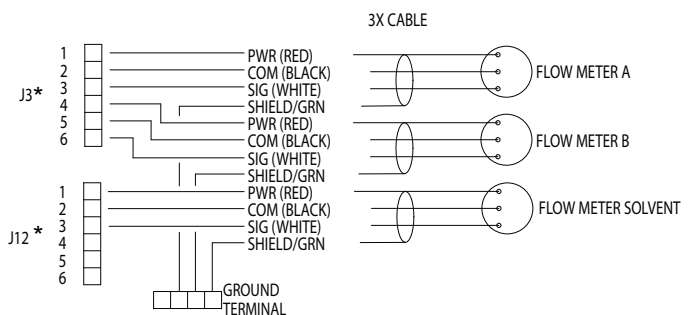 3X CABLE
J3*
1
2
3
4
5
6
PWR (RED)
COM (BLACK)
SIG (WHITE)
SHIELD/GRN
PWR (RED)
COM (BLACK)
SIG (WHITE)
SHIELD/GRN
FLOW METER A
FLOW METER B
J12*
1
2
3
4
5
6
PWR (RED)
COM (BLACK)
SIG (WHITE)
SHIELD/GRN
FLOW METER SOLVENT
GROUND
TERMINAL